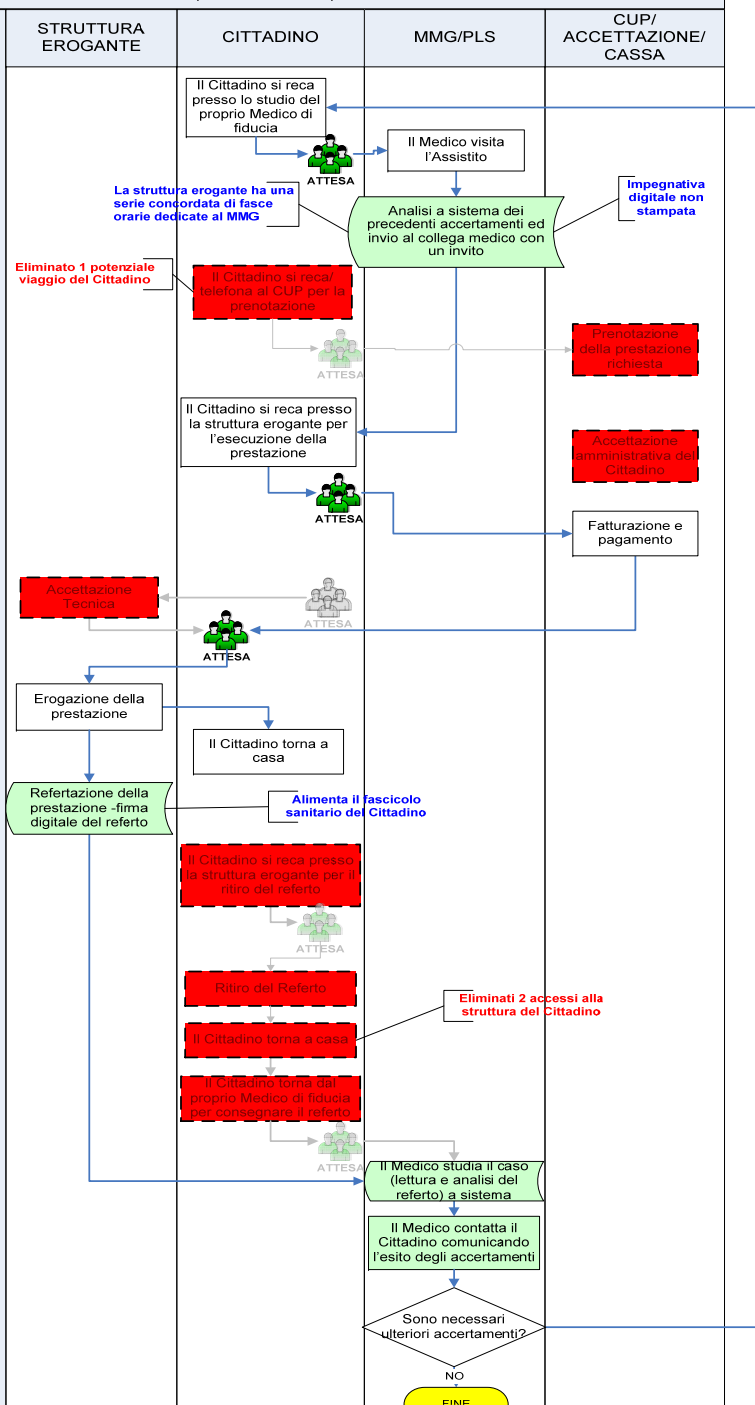 STRUTTURA
EROGANTE
CITTADINO
MMG/PLS
CUP/
ACCETTAZIONE/
CASSA
Il Cittadino si reca
presso lo studio del
proprio Medico di
fiducia
ATTESA
Il Medico visita
l'Assistito
La struttura erogante ha una
serie concordata di fasce
orarie dedicate al MMG
Analisi a sistema dei
precedenti accertamenti ed
invio al collega medico con
un invito
Impegnativa
digitale non
stampata
Eliminato 1 potenziale
viaggio del Cittadino
Il Cittadino si reca/
telefona al CUP per la
prenotazione
ATTESA
Prenotazione
della prestazione
richiesta
Il Cittadino si reca presso
la struttura erogante per
l'esecuzione della
prestazione
Accettazione
amministrativa del
Cittadino
ATTESA
Fatturazione e
pagamento
Accettazione
Tecnica
ATTESA
ATTESA
Erogazione della
prestazione
Il Cittadino torna a
casa
Refertazione della
prestazione -firma
digitale del referto
Alimenta il fascicolo
sanitario del Cittadino
Il Cittadino si reca presso
la struttura erogante per il
ritiro del referto
ATTESA
Ritiro del Referto
Eliminati 2 accessi alla
struttura del Cittadino
Il Cittadino torna a casa
Il Cittadino torna dal
proprio Medico di fiducia
per consegnare il referto
ATTESA
Il Medico studia il caso
(lettura e analisi del
referto) a sistema
Il Medico contatta il
Cittadino comunicando
l'esito degli accertamenti
Sono necessari
ulteriori accertamenti?
NO
FINE